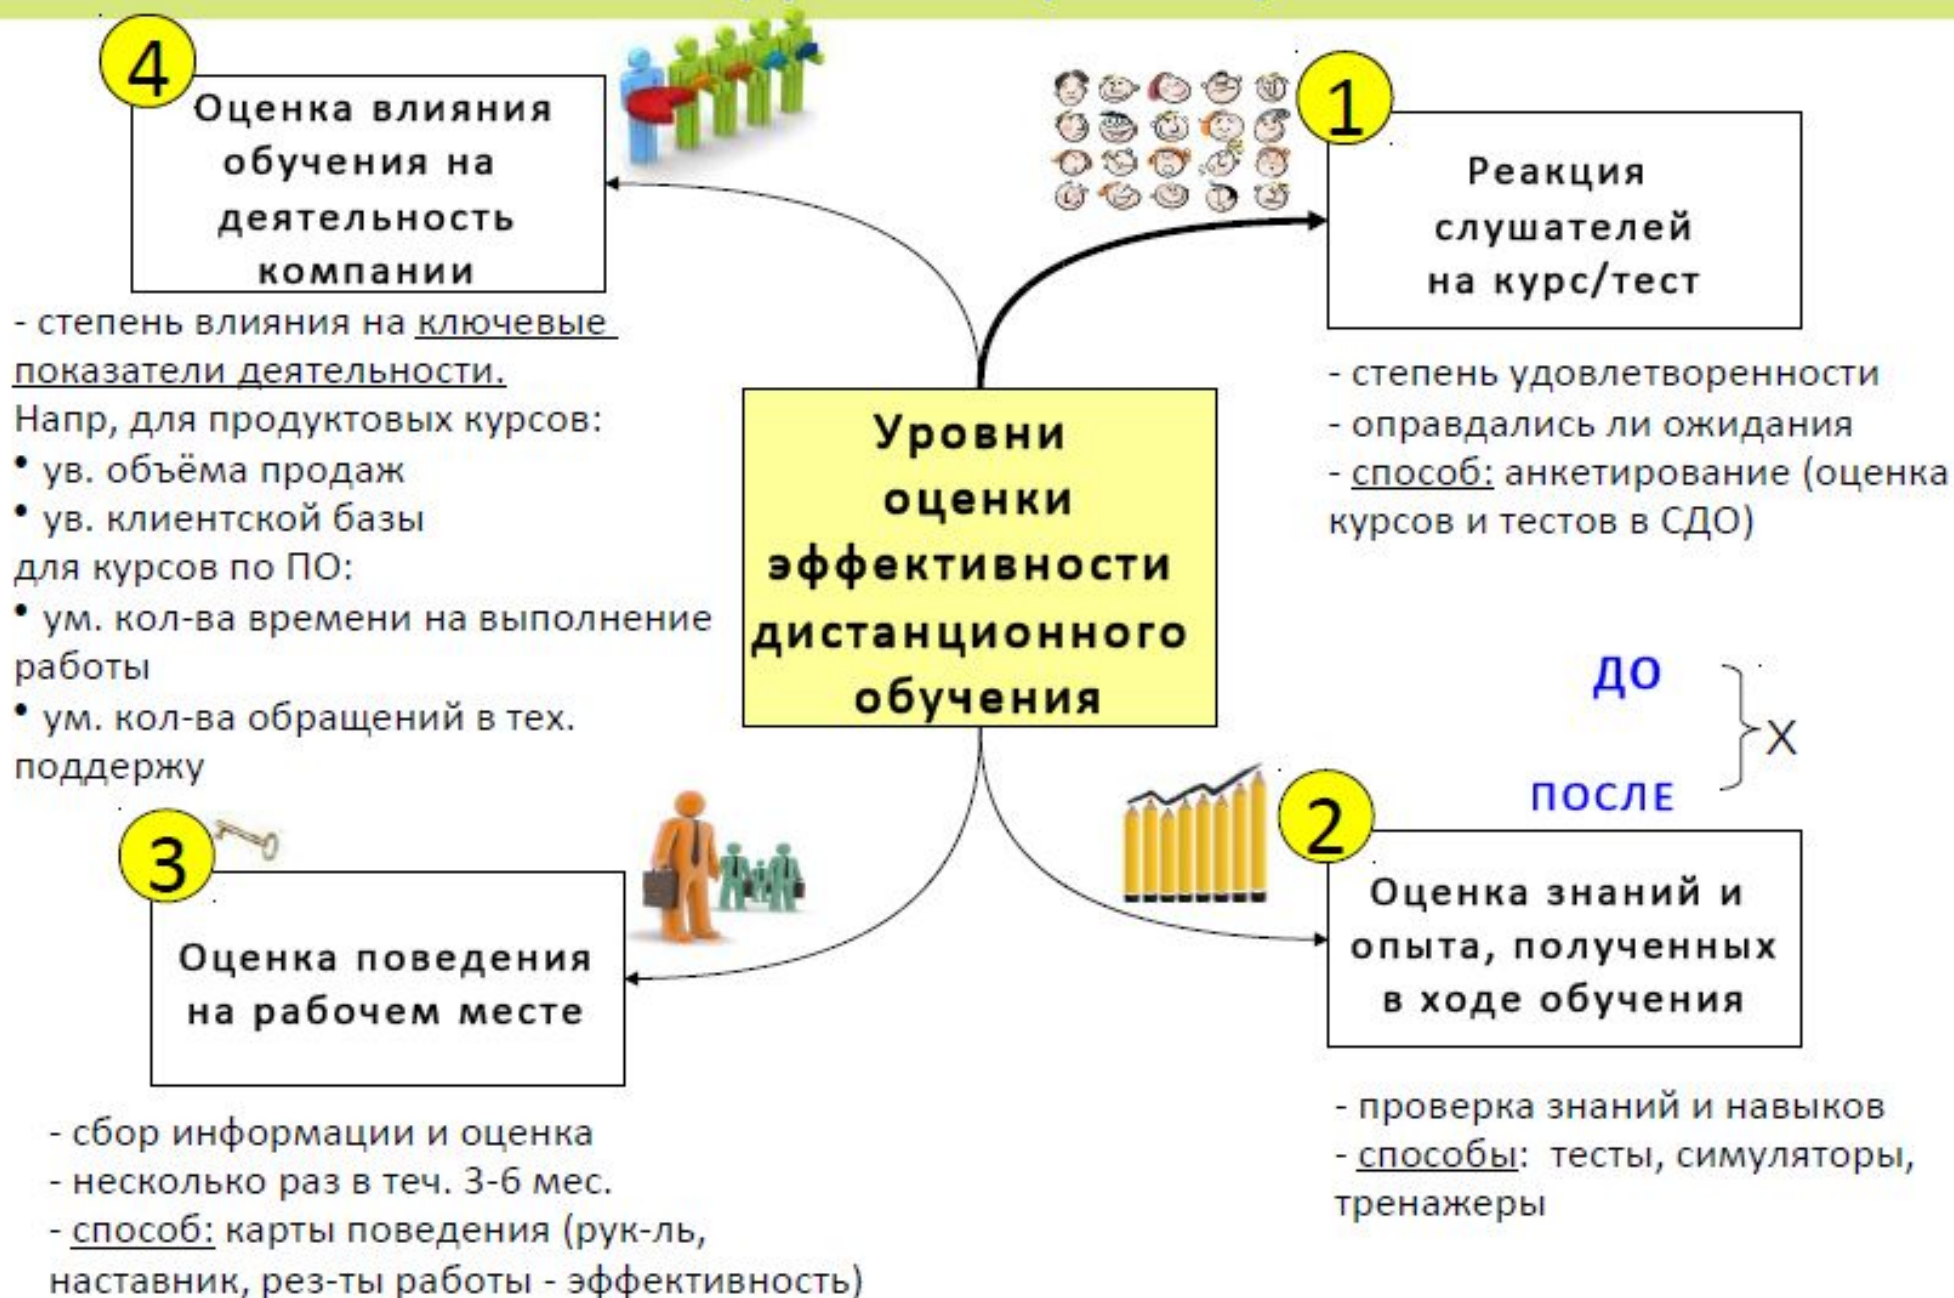 4
Оценка влияния
обучения на
деятельность
компании
- степень влияния на ключевые
показатели деятельности.
Напр, для продуктовых курсов:
• ув. объёма продаж
• ув. клиентской базы
для курсов по ПО:
• ум. кол-ва времени на выполнение
работы
• ум. кол-ва обращений в тех.
поддержу
1
Реакция
слушателей
на курс/тест
- степень удовлетворенности
- оправдались ли ожидания
- способ: анкетирование (оценка
курсов и тестов в СДО)
Уровни
оценки
эффективности
дистанционного
обучения
ДО
X
ПОСЛЕ
3
Оценка поведения
на рабочем месте
- сбор информации и оценка
- несколько раз в теч. 3-6 мес.
- способ: карты поведения (рук-ль,
наставник, рез-ты работы - эффективность)
2
Оценка знаний и
опыта, полученных
в ходе обучения
- проверка знаний и навыков
- способы: тесты, симуляторы,
тренажеры